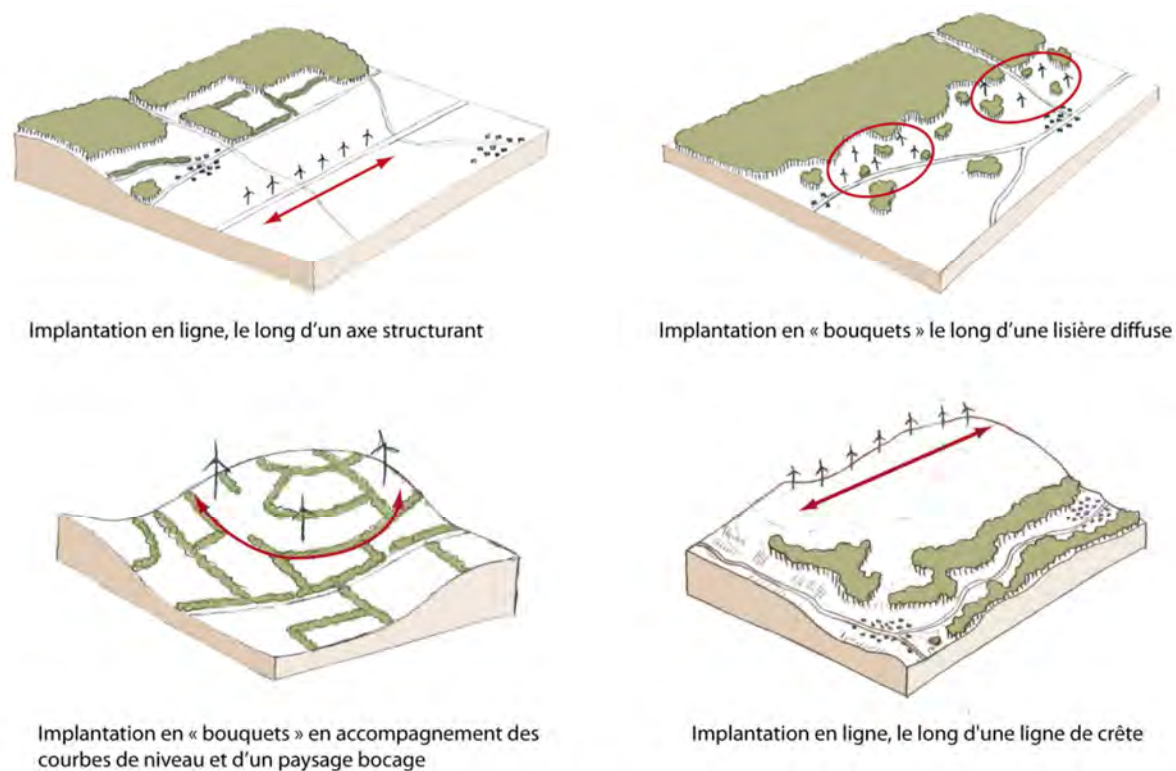 Implantation en ligne, le long d'un axe structurant
Implantation en « bouquets » le long d'une lisière diffuse
Implantation en « bouquets » en accompagnement des
courbes de niveau et d'un paysage bocage
Implantation en ligne, le long d'une ligne de crête